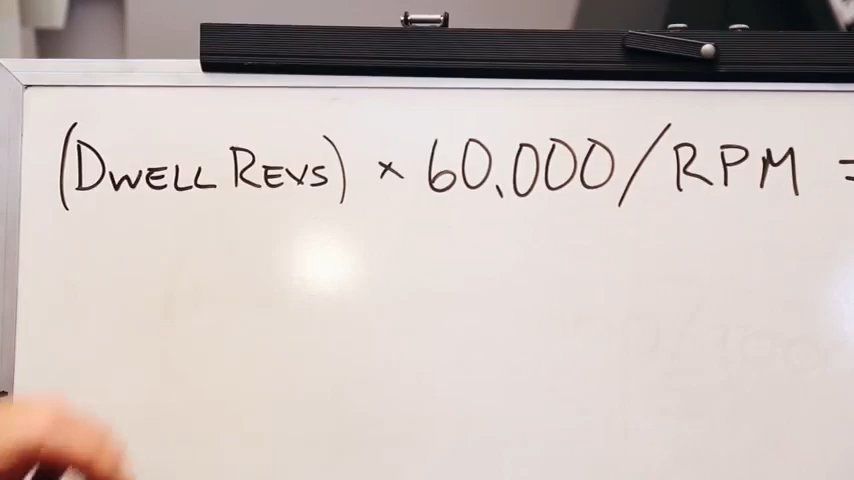 (DWELL REVS) × 60,000/RPM =